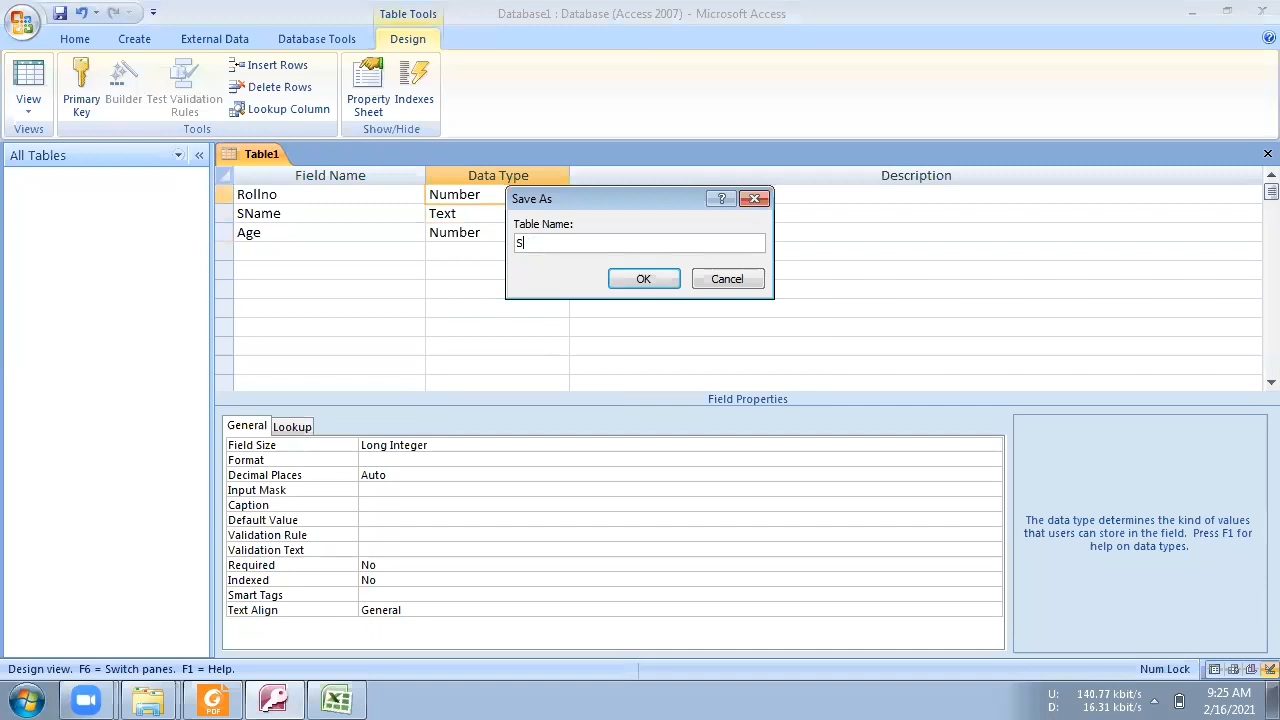 Table Tools
Database1 : Database (Access 2007) - Microsoft Access
Home
Create
External Data
Database Tools
Design
View
Primary Key
Builder
Test Validation Rules
Insert Rows
Delete Rows
Lookup Column
Property Sheet
Indexes
Views
Tools
Show/Hide
All Tables
Table1
Field Name
Data Type
Description
Rollno
Number
SName
Text
Age
Number
Save As
?
Table Name:
S
OK
Cancel
Field Properties
General
Lookup
Field Size
Long Integer
Format
Decimal Places
Auto
Input Mask
Caption
Default Value
Validation Rule
Validation Text
Required
No
Indexed
No
Smart Tags
Text Align
General
The data type determines the kind of values
that users can store in the field. Press F1 for
help on data types.
Design view. F6 = Switch panes. F1 = Help.
Num Lock
PDF
U: 140.77 kbit/s
D: 16.31 kbit/s
9:25 AM
2/16/2021